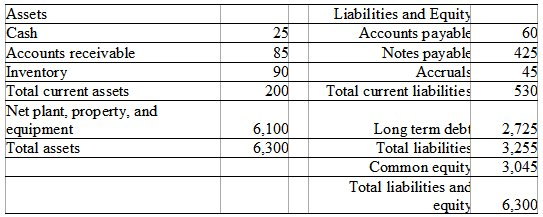 Assets Liabilities and Equity
Cash 25 Accounts payable 60
Accounts receivable 85 Notes payable 425
Inventory 90 Accruals 45
Total current assets 200 Total current liabilities 530
Net plant, property, and
equipment 6,100 Long term debt 2,725
Total assets 6,300 Total liabilities 3,255
Common equity 3,045
Total liabilities and
equity 6,300